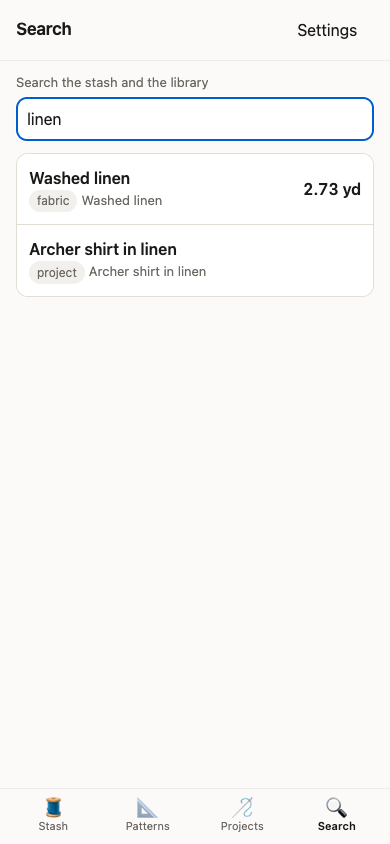 Search
Settings
Search the stash and the library
linen
Washed linen
2.73 yd
fabric Washed linen
Archer shirt in linen
project Archer shirt in linen
Stash
Patterns
Projects
Search